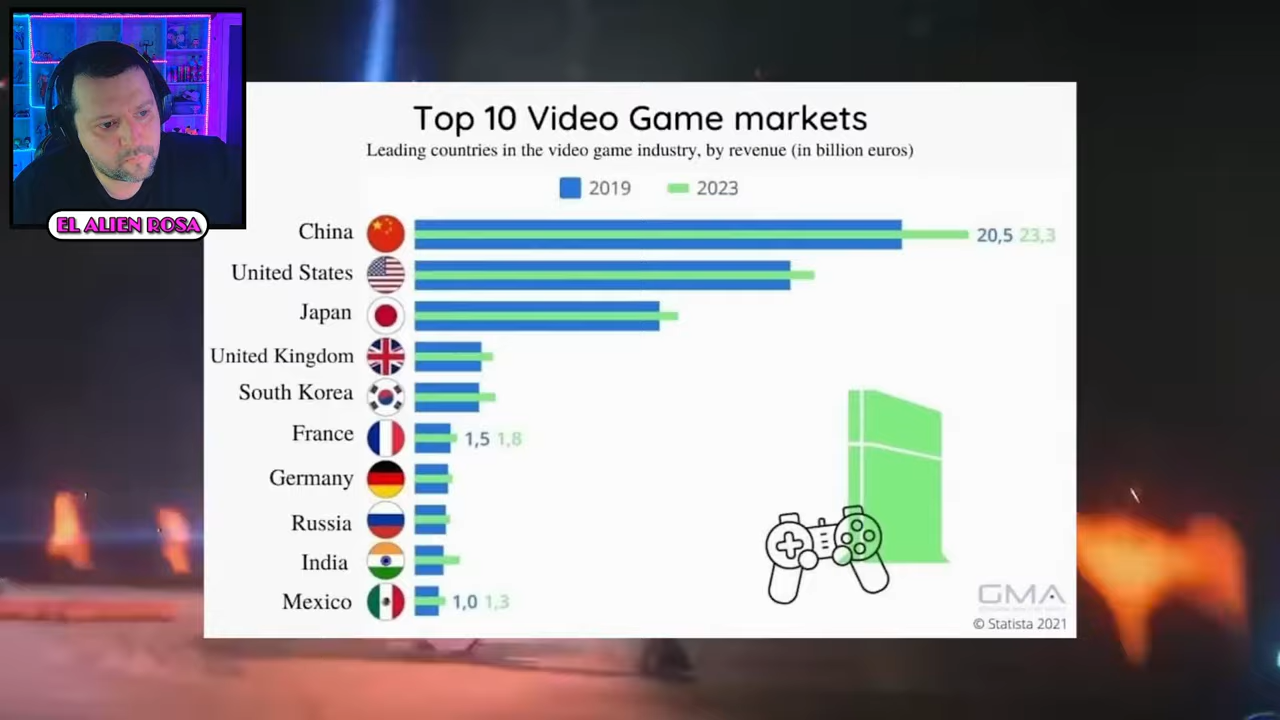 EL ALIEN ROSA
Top 10 Video Game markets
Leading countries in the video game industry, by revenue (in billion euros)
2019 2023
China 20,5 23,3
United States
Japan
United Kingdom
South Korea
France 1,5 1,8
Germany
Russia
India
Mexico 1,0 1,3
GMA
© Statista 2021